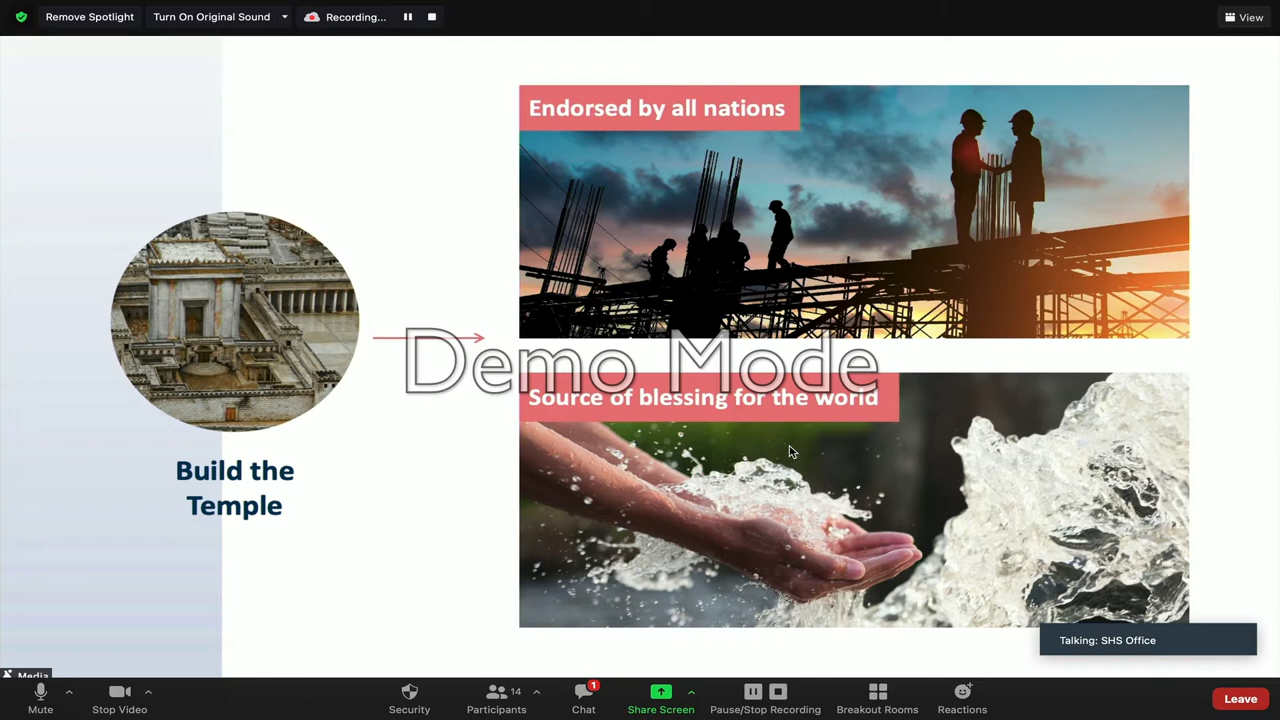 Remove Spotlight
Turn On Original Sound
Recording...
View
Endorsed by all nations
Demo Mode
Source of blessing for the world
Build the
Temple
Talking: SHS Office
Media
Mute
Stop Video
Security
14
Participants
1
Chat
Share Screen
Pause/Stop Recording
Breakout Rooms
Reactions
Leave